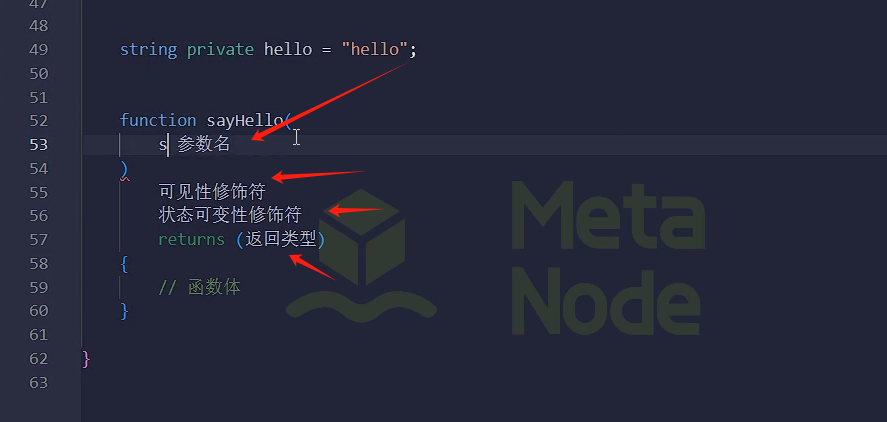 47
48
49 string private hello = "hello";
50
51
52 function sayHello(
53 s 参数名
54 )
55 可见性修饰符
56 状态可变性修饰符
57 returns (返回类型)
58 {
59 // 函数体
60 }
61
62 }
63
Meta
Node